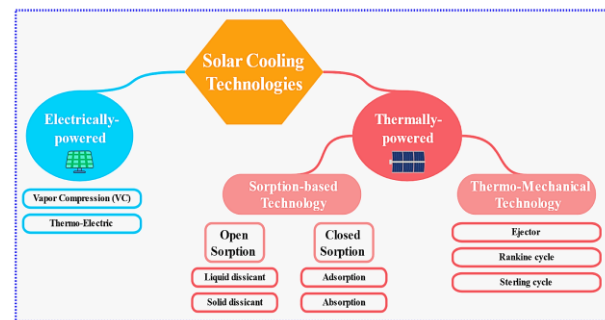 Solar Cooling
Technologies
Electrically-
powered
Thermally-
powered
Vapor Compression (VC)
Thermo-Electric
Sorption-based
Technology
Thermo-Mechanical
Technology
Open
Sorption
Closed
Sorption
Liquid dissicant
Solid dissicant
Adsorption
Absorption
Ejector
Rankine cycle
Sterling cycle